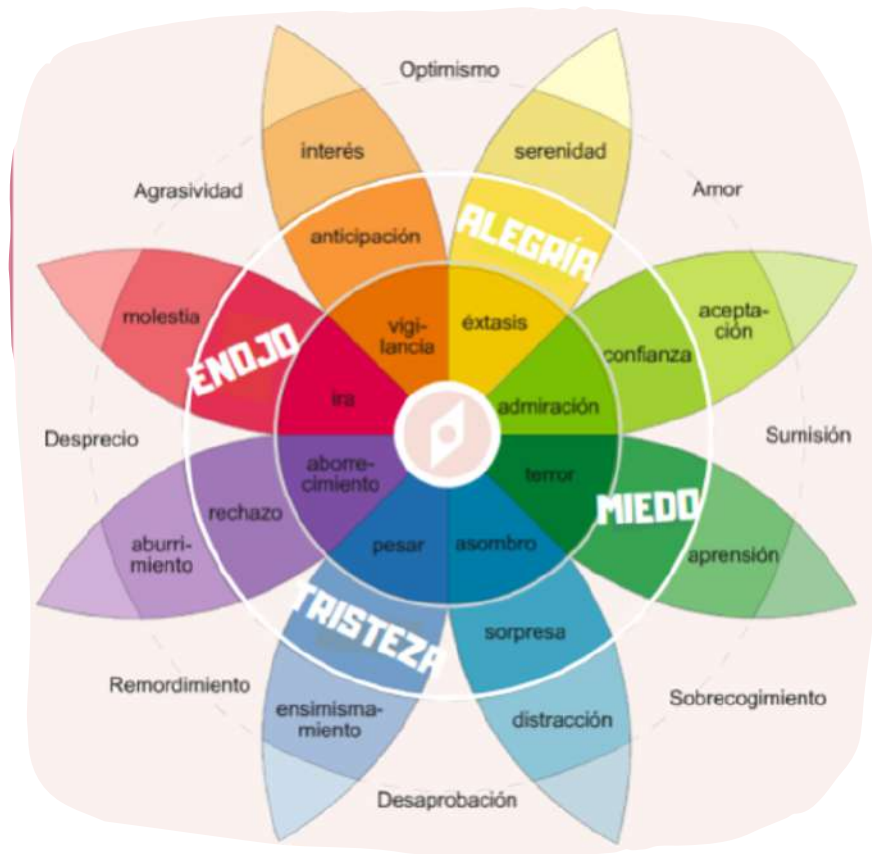 Optimismo
interés
serenidad
Agrasividad
Amor
anticipación
ALEGRÍA
molestia
vigi-
lancia
éxtasis
acepta-
ción
ENOJO
confianza
ira
admiración
Desprecio
Sumisión
aborre-
cimiento
terror
rechazo
MIEDO
aburri-
miento
pesar
asombro
aprensión
TRISTEZA
sorpresa
Remordimiento
ensimisma-
miento
distracción
Sobrecogimiento
Desaprobación